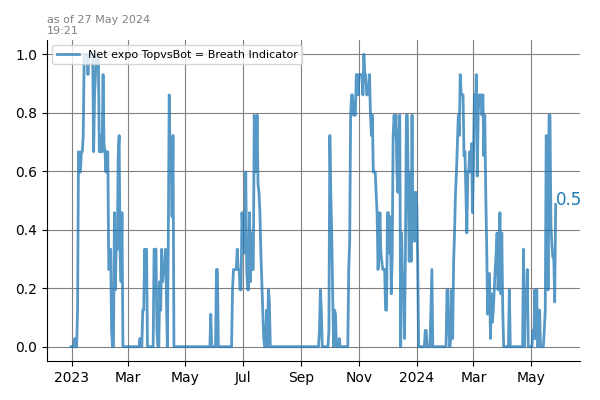 as of 27 May 2024
19:21
Net expo TopvsBot = Breath Indicator
1.0
0.8
0.6
0.5
0.4
0.2
0.0
2023 Mar May Jul Sep Nov 2024 Mar May